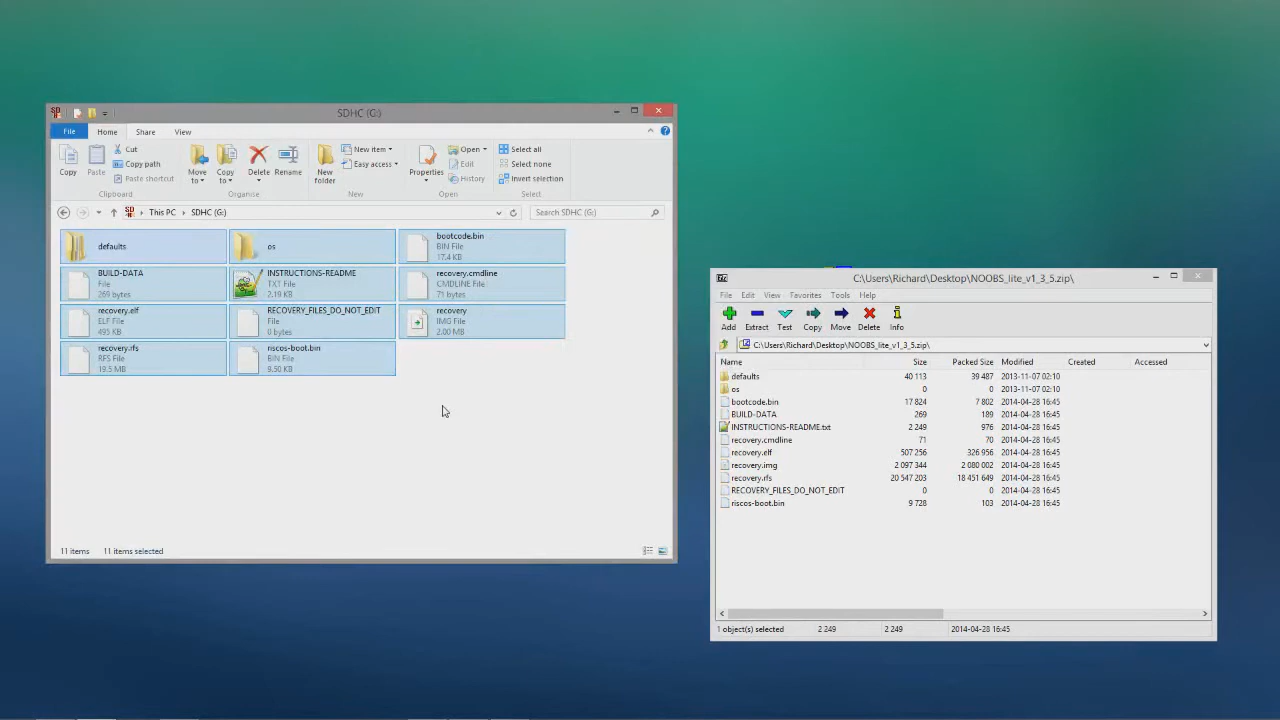 SDHC (G:)
File Home Share View
Copy
Paste
Cut
Copy path
Paste shortcut
Clipboard
Move to
Copy to
Delete
Rename
Organise
New folder
New item
Easy access
New
Properties
Open
Edit
History
Open
Select all
Select none
Invert selection
Select
This PC SDHC (G:)
Search SDHC (G:)
defaults
os
bootcode.bin
BIN File
17.4 KB
BUILD-DATA
File
269 bytes
INSTRUCTIONS-README
TXT File
2.19 KB
recovery.cmdline
CMDLINE File
71 bytes
recovery.elf
ELF File
495 KB
RECOVERY_FILES_DO_NOT_EDIT
File
0 bytes
recovery
IMG File
2.00 MB
recovery.rfs
RFS File
19.5 MB
riscos-boot.bin
BIN File
9.50 KB
11 items 11 items selected
C:\Users\Richard\Desktop\NOOBS_lite_v1_3_5.zip\
File Edit View Favorites Tools Help
Add Extract Test Copy Move Delete Info
C:\Users\Richard\Desktop\NOOBS_lite_v1_3_5.zip\
Name Size Packed Size Modified Created Accessed
defaults 40 113 39 487 2013-11-07 02:10
os 0 0 2013-11-07 02:10
bootcode.bin 17 824 7 802 2014-04-28 16:45
BUILD-DATA 269 189 2014-04-28 16:45
INSTRUCTIONS-README.txt 2 249 976 2014-04-28 16:45
recovery.cmdline 71 70 2014-04-28 16:45
recovery.elf 507 256 326 956 2014-04-28 16:45
recovery.img 2 097 344 2 080 002 2014-04-28 16:45
recovery.rfs 20 547 203 18 451 649 2014-04-28 16:45
RECOVERY_FILES_DO_NOT_EDIT 0 0 2014-04-28 16:45
riscos-boot.bin 9 728 103 2014-04-28 16:45
1 object(s) selected 2 249 2 249 2014-04-28 16:45